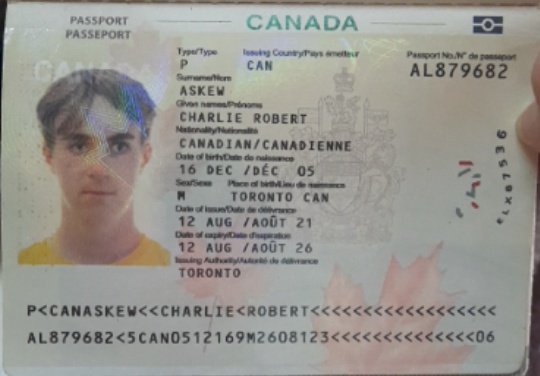 PASSPORT
PASSEPORT
CANADA
Type/Type Issuing Country/Pays émetteur Passport No./N° de passeport
P CAN AL879682
Surname/Nom
ASKEW
Given names/Prénoms
CHARLIE ROBERT
Nationality/Nationalité
CANADIAN/CANADIENNE
Date of birth/Date de naissance
16 DEC /DÉC 05
Sex/Sexe Place of birth/Lieu de naissance
M TORONTO CAN
Date of issue/Date de délivrance
12 AUG /AOÛT 21
Date of expiry/Date d'expiration
12 AUG /AOÛT 26
Issuing Authority/Autorité de délivrance
TORONTO
P<CANASKEW<<CHARLIE<ROBERT<<<<<<<<<<<<<<<<<<
AL879682<5CAN0512169M2608123<<<<<<<<<<<<<<06